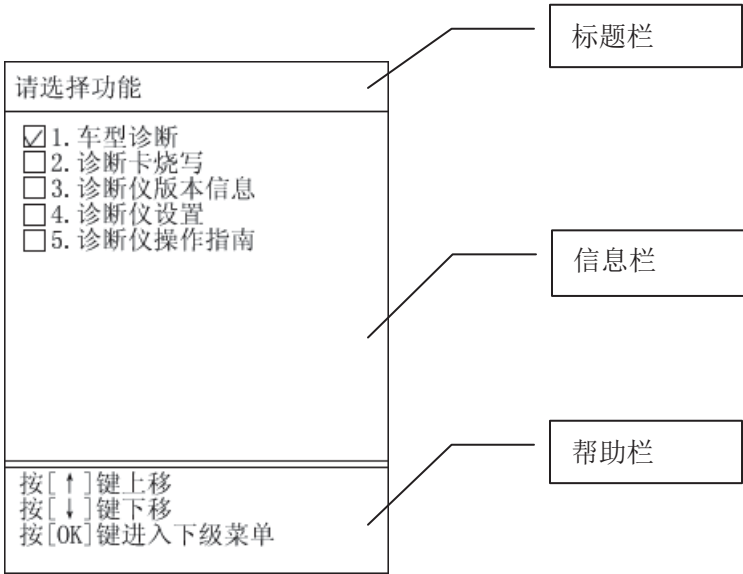 标题栏
请选择功能
☑1.车型诊断
□2.诊断卡烧写
□3.诊断仪版本信息
□4.诊断仪设置
□5.诊断仪操作指南
信息栏
帮助栏
按[↑]键上移
按[↓]键下移
按[OK]键进入下级菜单